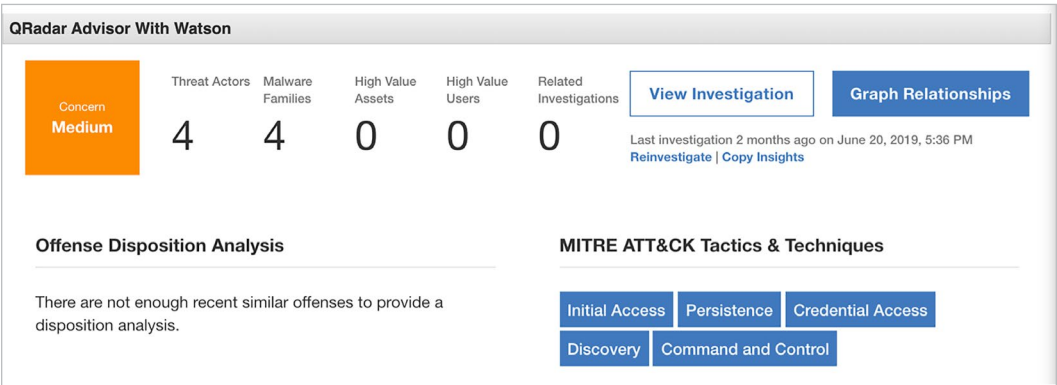 QRadar Advisor With Watson
Concern
Medium
Threat Actors
4
Malware
Families
4
High Value
Assets
0
High Value
Users
0
Related
Investigations
0
View Investigation
Graph Relationships
Last investigation 2 months ago on June 20, 2019, 5:36 PM
Reinvestigate | Copy Insights
Offense Disposition Analysis
There are not enough recent similar offenses to provide a
disposition analysis.
MITRE ATT&CK Tactics & Techniques
Initial Access Persistence Credential Access
Discovery Command and Control